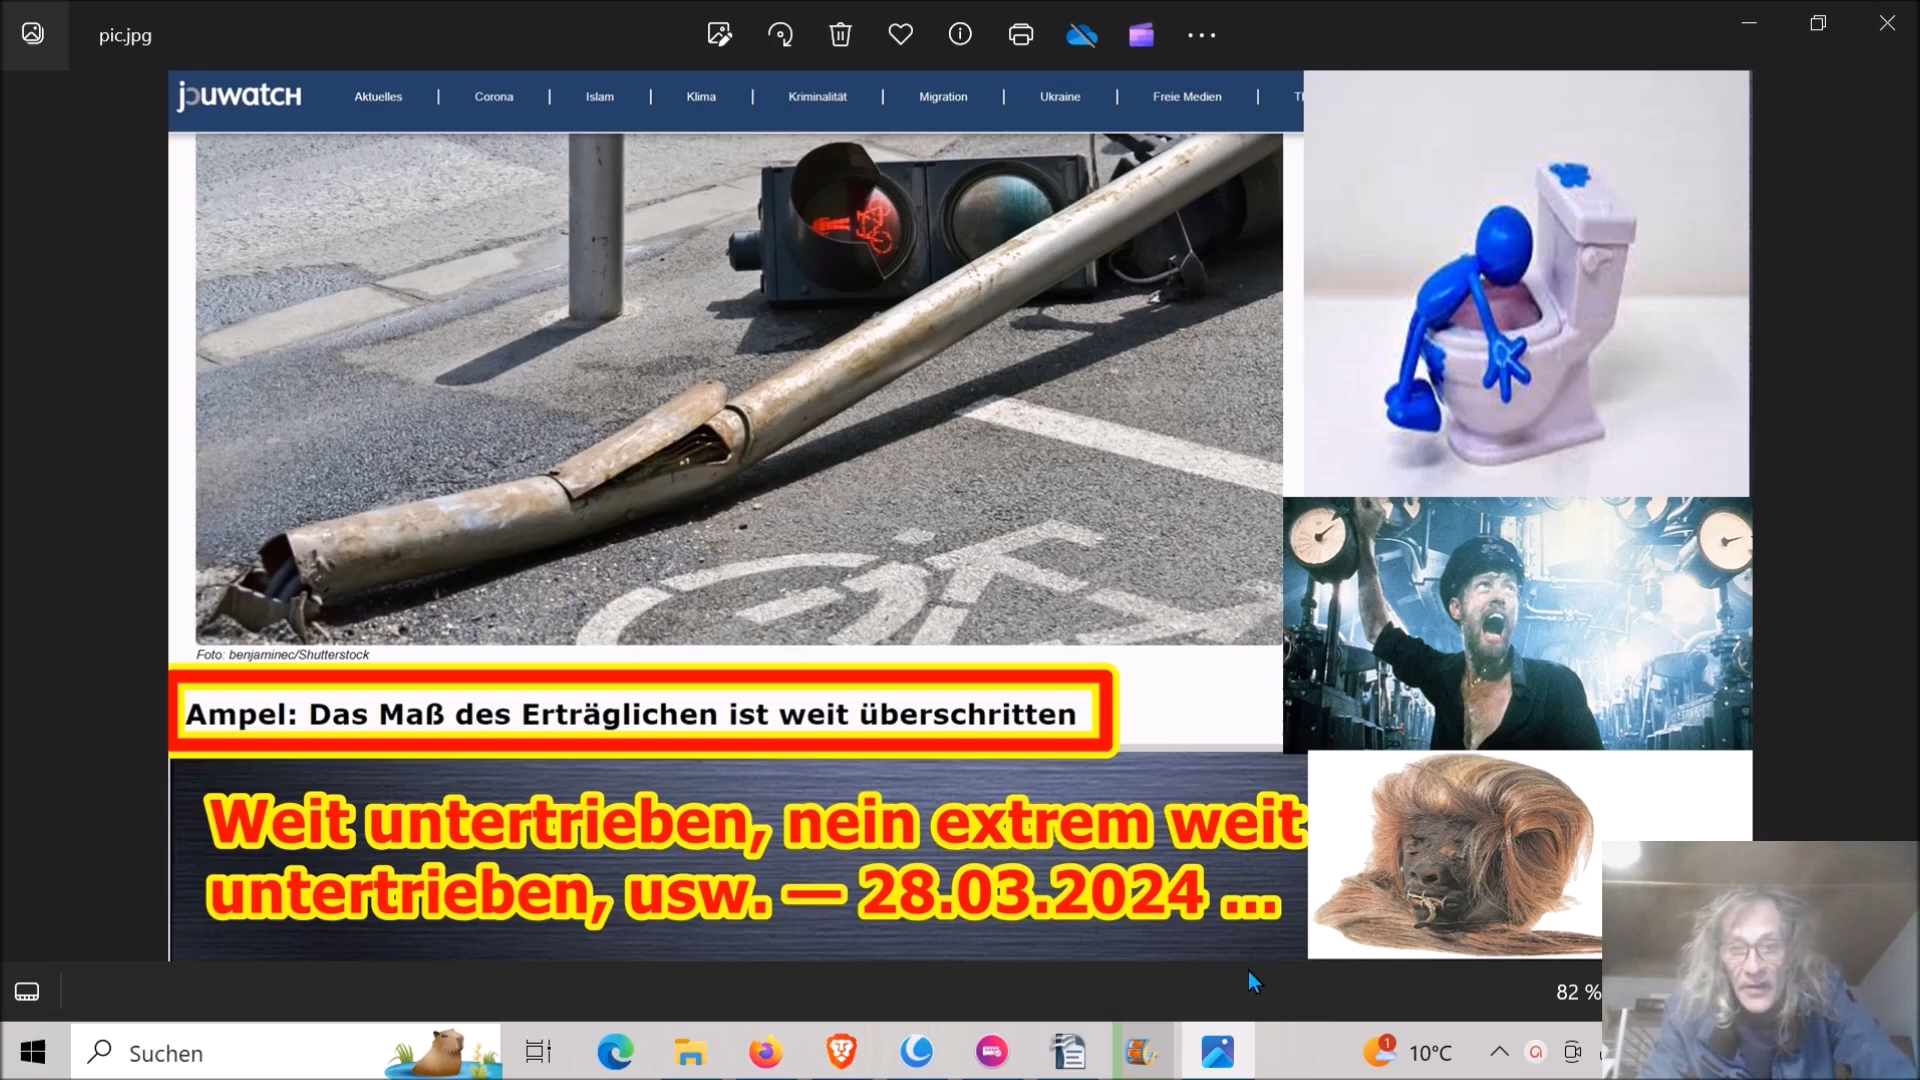 pic.jpg
jouwatch
Aktuelles | Corona | Islam | Klima | Kriminalität | Migration | Ukraine | Freie Medien |
Foto: benjaminec/Shutterstock
Ampel: Das Maß des Erträglichen ist weit überschritten
Weit untertrieben, nein extrem weit
untertrieben, usw. — 28.03.2024 ...
82 %
Suchen
1
10°C